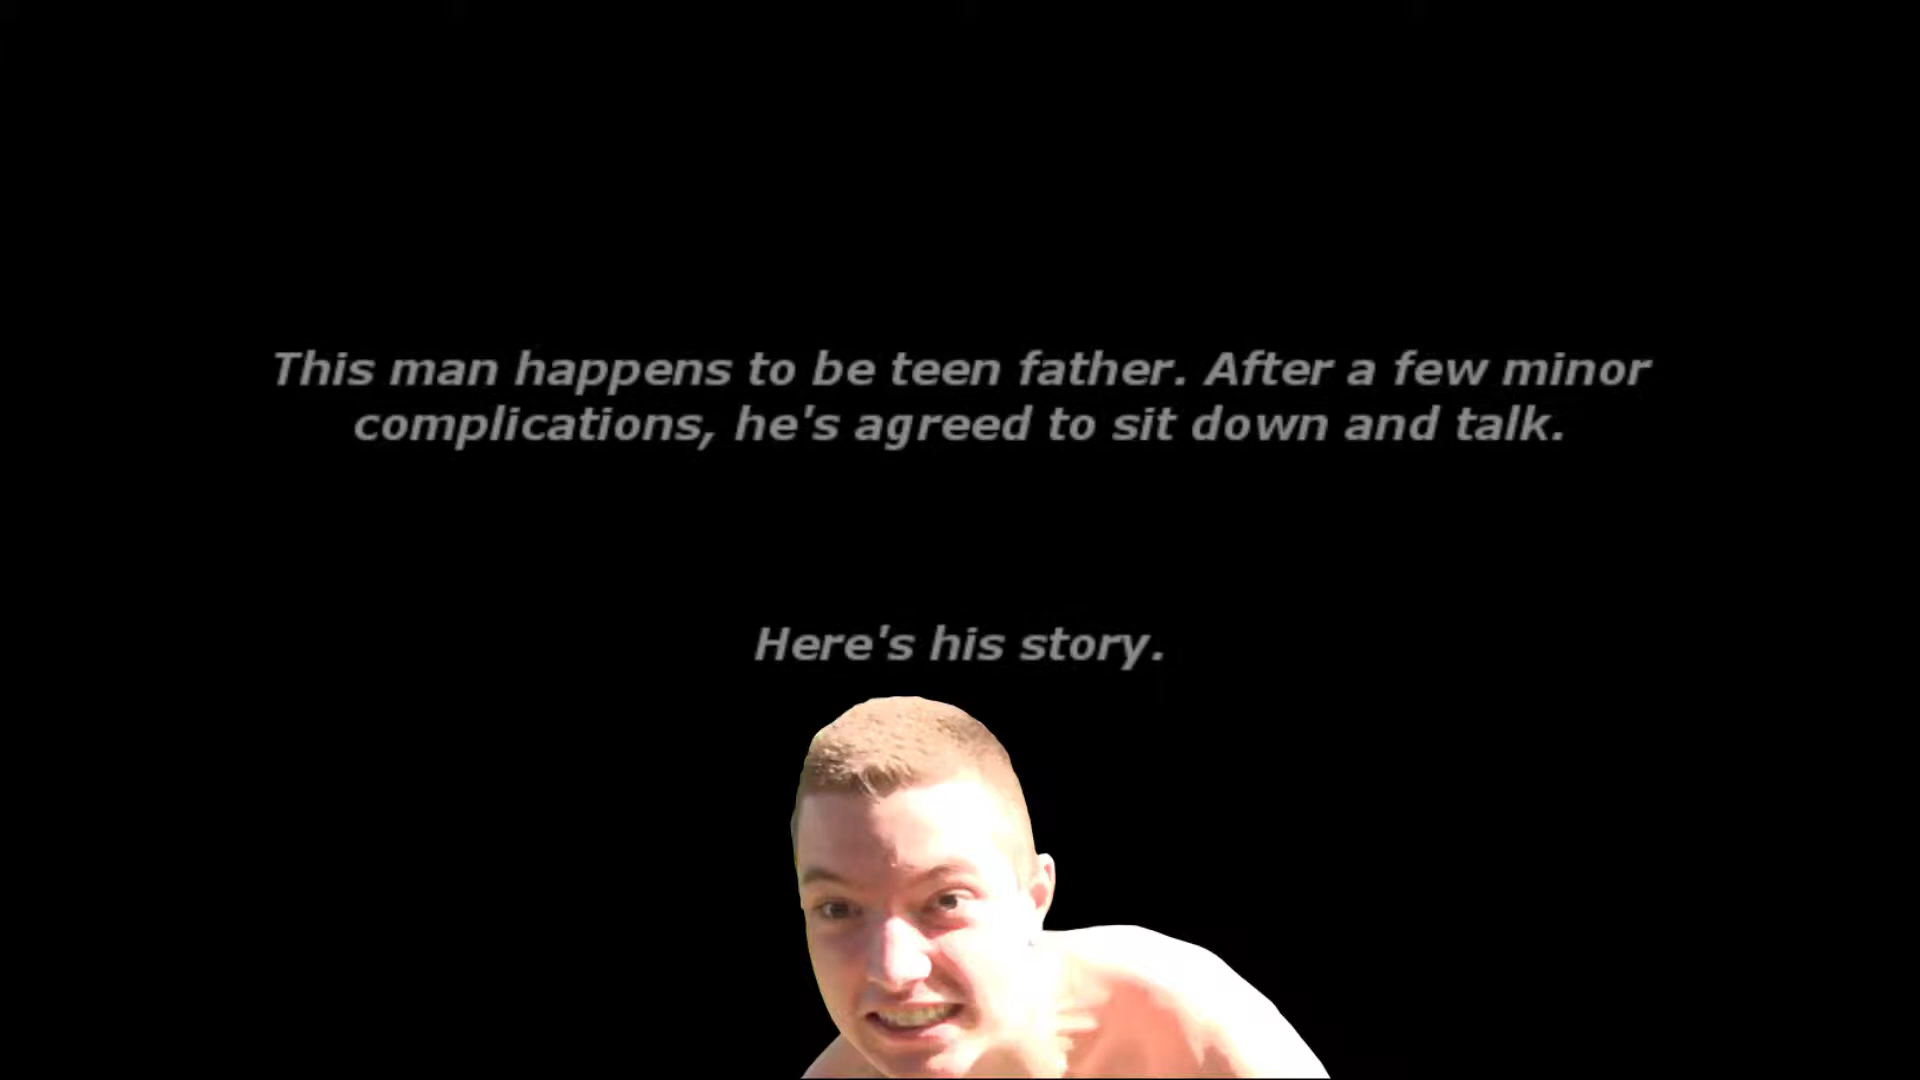 This man happens to be teen father. After a few minor
complications, he's agreed to sit down and talk.
Here's his story.